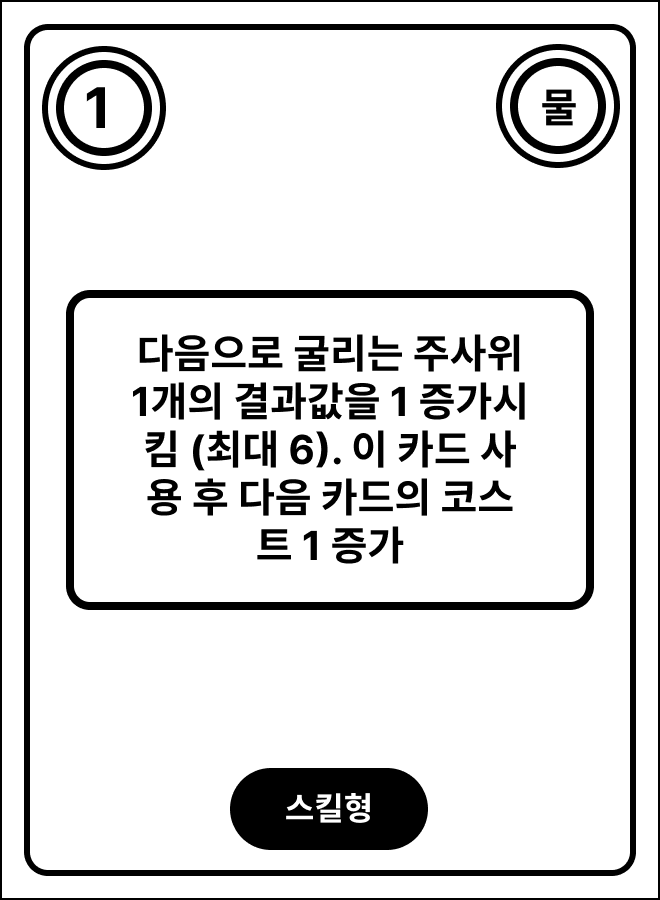 1
물
다음으로 굴리는 주사위
1개의 결과값을 1 증가시
킴 (최대 6). 이 카드 사
용 후 다음 카드의 코스
트 1 증가
스킬형